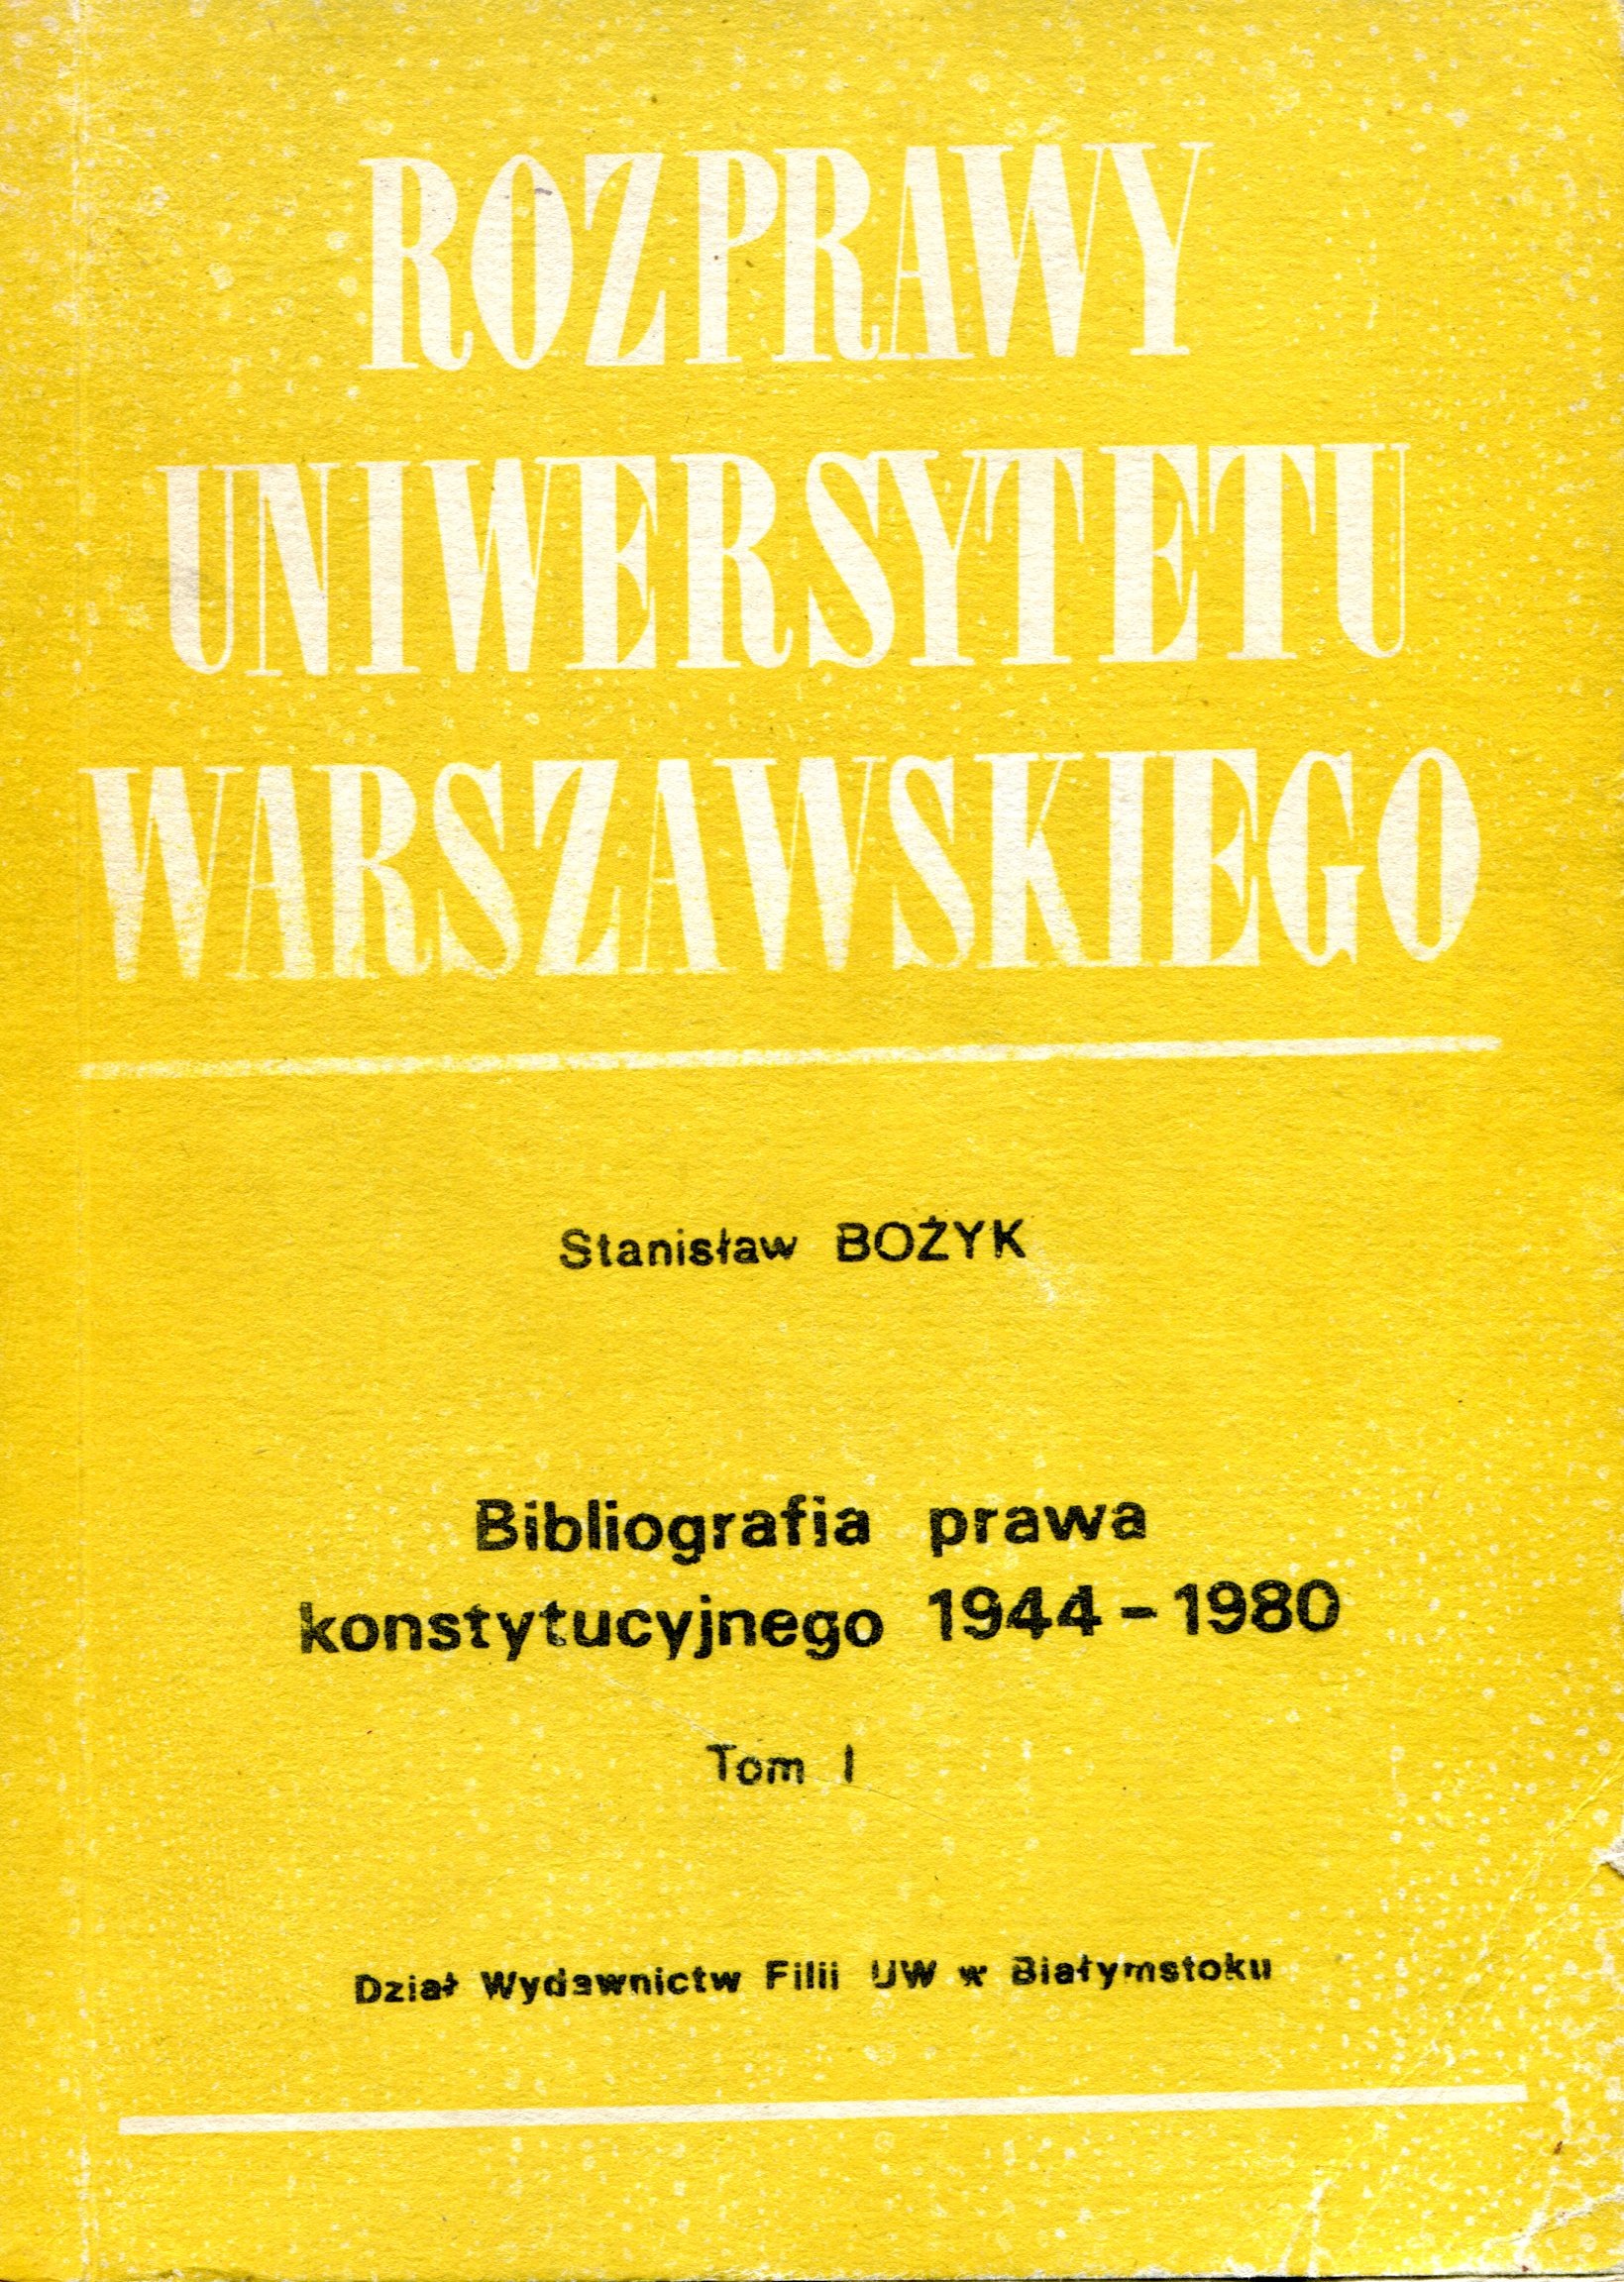 ROZPRAWY
UNIWERSYTETU
WARSZAWSKIEGO
Stanisław BOŻYK
Bibliografia prawa
konstytucyjnego 1944-1980
Tom I
Dział Wydawnictw Filii UW w Białymstoku